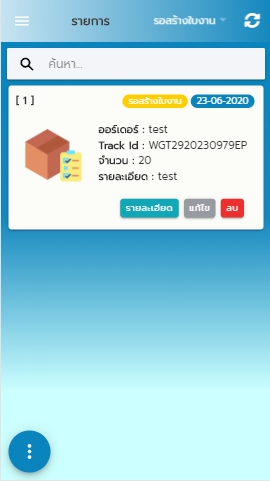 รายการ รอสร้างใบงาน
ค้นหา...
[ 1 ] รอสร้างใบงาน 23-06-2020
ออร์เดอร์ : test
Track Id : WGT2920230979EP
จำนวน : 20
รายละเอียด : test
รายละเอียด แก้ไข ลบ